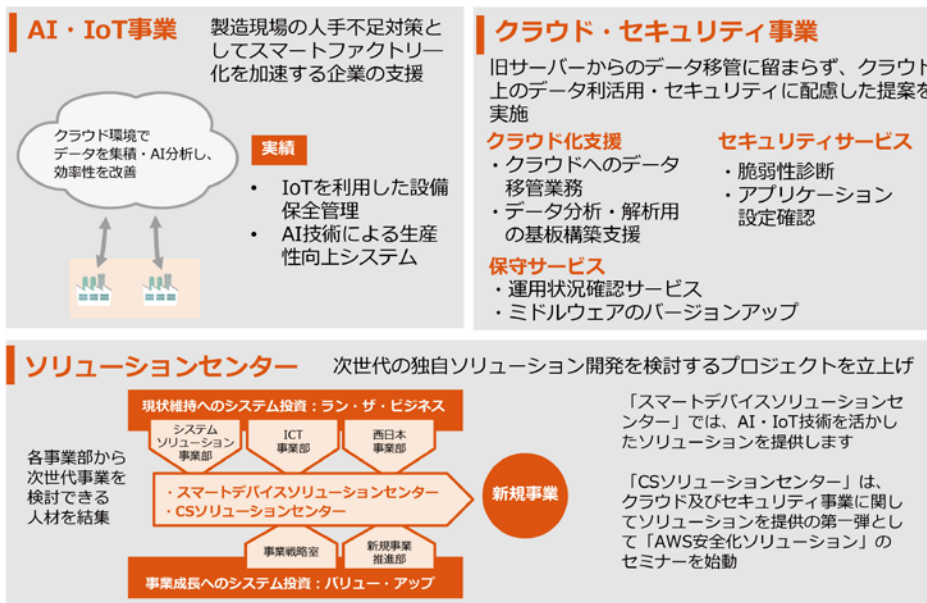 AI・IoT事業
製造現場の人手不足対策と
してスマートファクトリー
化を加速する企業の支援
クラウド環境で
データを集積・AI分析し、
効率性を改善
実績
• IoTを利用した設備
保全管理
• AI技術による生産
性向上システム
クラウド・セキュリティ事業
旧サーバーからのデータ移管に留まらず、クラウド
上のデータ利活用・セキュリティに配慮した提案を
実施
クラウド化支援
・クラウドへのデータ
移管業務
・データ分析・解析用
の基板構築支援
セキュリティサービス
・脆弱性診断
・アプリケーション
設定確認
保守サービス
・運用状況確認サービス
・ミドルウェアのバージョンアップ
ソリューションセンター
次世代の独自ソリューション開発を検討するプロジェクトを立上げ
各事業部から
次世代事業を
検討できる
人材を結集
現状維持へのシステム投資：ラン・ザ・ビジネス
システム
ソリューション
事業部
ICT
事業部
西日本
事業部
・スマートデバイスソリューションセンター
・CSソリューションセンター
新規事業
事業戦略室
新規事業
推進部
事業成長へのシステム投資：バリュー・アップ
「スマートデバイスソリューションセ
ンター」では、AI・IoT技術を活かし
たソリューションを提供します
「CSソリューションセンター」は、
クラウド及びセキュリティ事業に関し
てソリューションを提供の第一弾とし
て「AWS安全化ソリューション」の
セミナーを始動